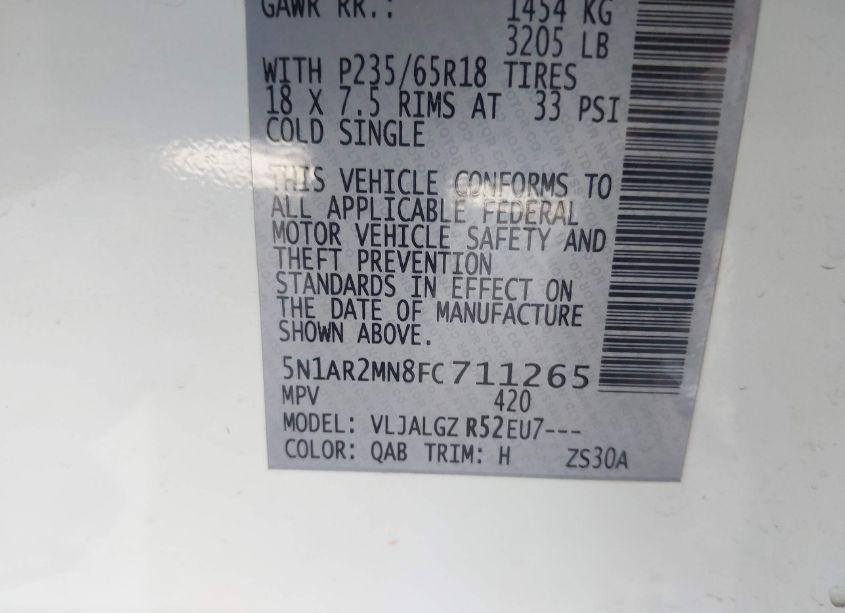 GAWR RR.: 1454 KG
3205 LB
WITH P235/65R18 TIRES
18 X 7.5 RIMS AT 33 PSI
COLD SINGLE
THIS VEHICLE CONFORMS TO
ALL APPLICABLE FEDERAL
MOTOR VEHICLE SAFETY AND
THEFT PREVENTION
STANDARDS IN EFFECT ON
THE DATE OF MANUFACTURE
SHOWN ABOVE.
5N1AR2MN8FC711265
MPV 420
MODEL: VLJALGZ R52EU7---
COLOR: QAB TRIM: H ZS30A